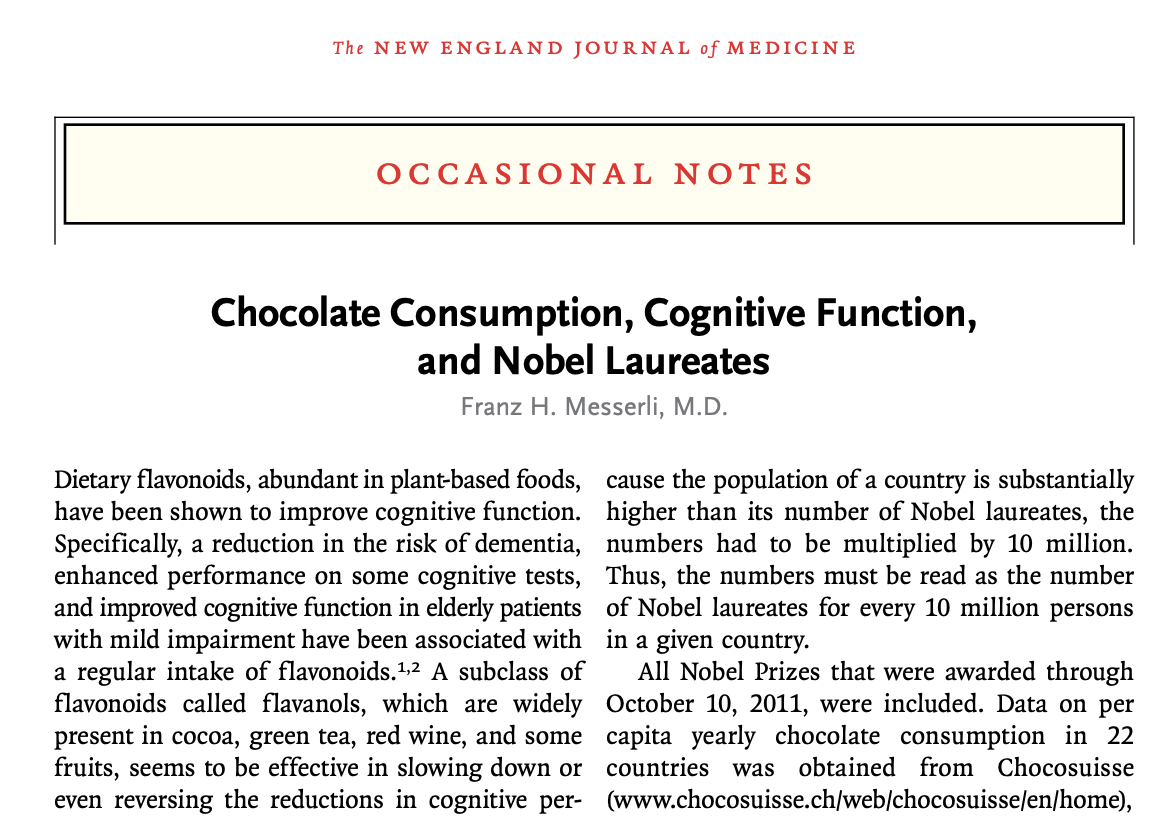 The NEW ENGLAND JOURNAL of MEDICINE
OCCASIONAL NOTES
Chocolate Consumption, Cognitive Function,
and Nobel Laureates
Franz H. Messerli, M.D.
Dietary flavonoids, abundant in plant-based foods,
have been shown to improve cognitive function.
Specifically, a reduction in the risk of dementia,
enhanced performance on some cognitive tests,
and improved cognitive function in elderly patients
with mild impairment have been associated with
a regular intake of flavonoids.1,2 A subclass of
flavonoids called flavanols, which are widely
present in cocoa, green tea, red wine, and some
fruits, seems to be effective in slowing down or
even reversing the reductions in cognitive per-
cause the population of a country is substantially
higher than its number of Nobel laureates, the
numbers had to be multiplied by 10 million.
Thus, the numbers must be read as the number
of Nobel laureates for every 10 million persons
in a given country.
All Nobel Prizes that were awarded through
October 10, 2011, were included. Data on per
capita yearly chocolate consumption in 22
countries was obtained from Chocosuisse
(www.chocosuisse.ch/web/chocosuisse/en/home),